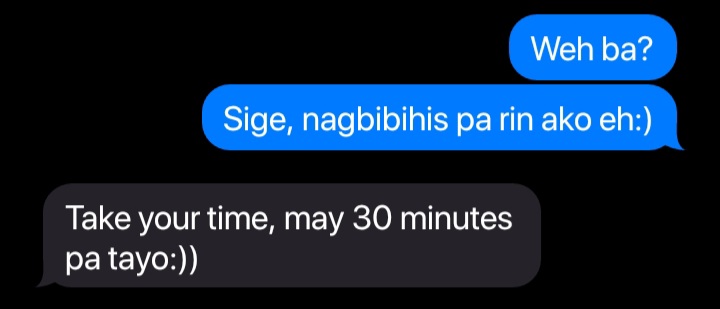 Weh ba?
Sige, nagbibihis pa rin ako eh:)
Take your time, may 30 minutes
pa tayo:))